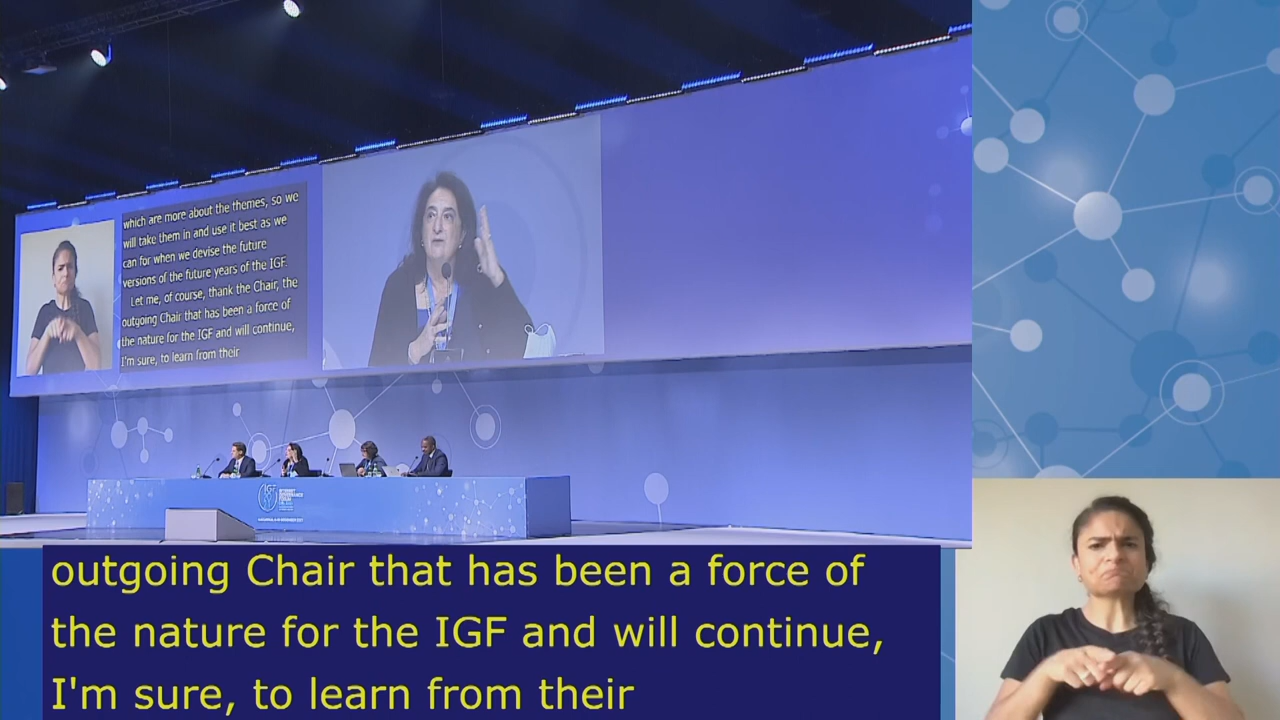 which are more about the themes, so we
will take them in and use it best as we
can for when we devise the future
versions of the future years of the IGF.
Let me, of course, thank the Chair, the
outgoing Chair that has been a force of
the nature for the IGF and will continue,
I'm sure, to learn from their
outgoing Chair that has been a force of
the nature for the IGF and will continue,
I'm sure, to learn from their